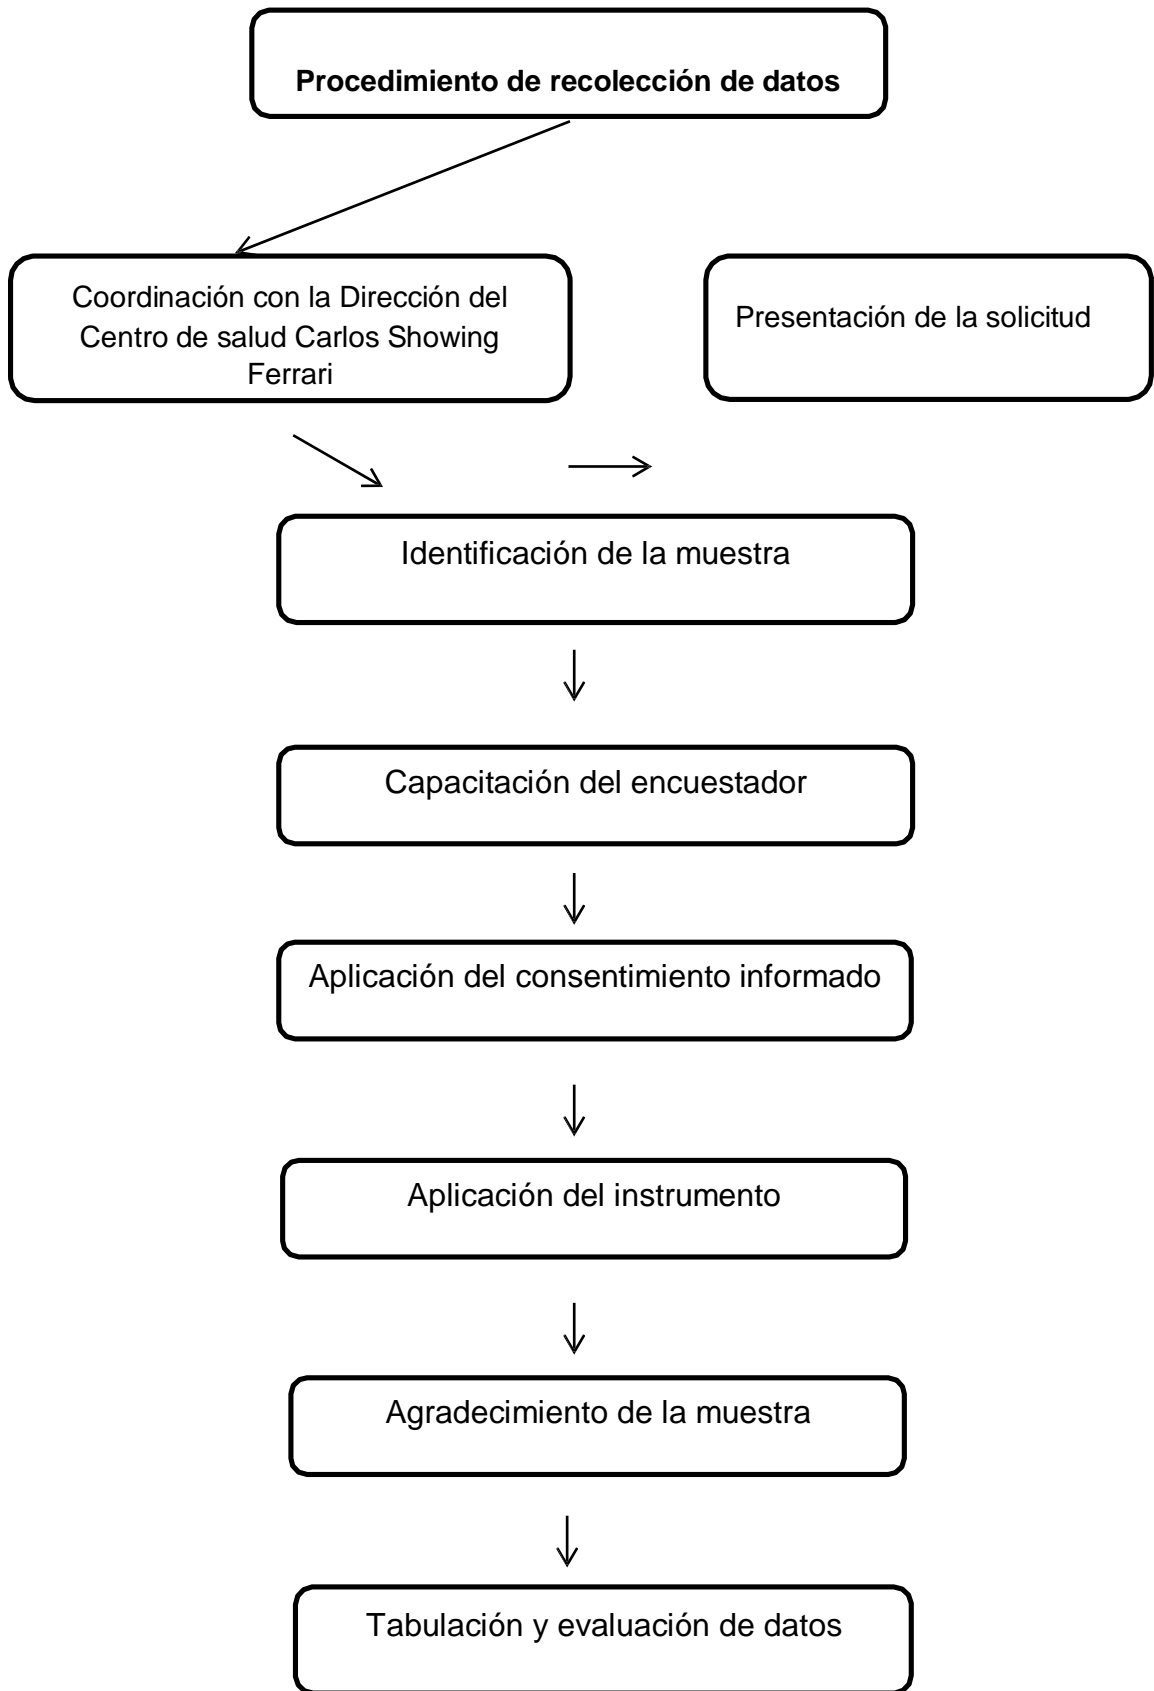 Procedimiento de recolección de datos
Coordinación con la Dirección del
Centro de salud Carlos Showing
Ferrari
Presentación de la solicitud
Identificación de la muestra
Capacitación del encuestador
Aplicación del consentimiento informado
Aplicación del instrumento
Agradecimiento de la muestra
Tabulación y evaluación de datos